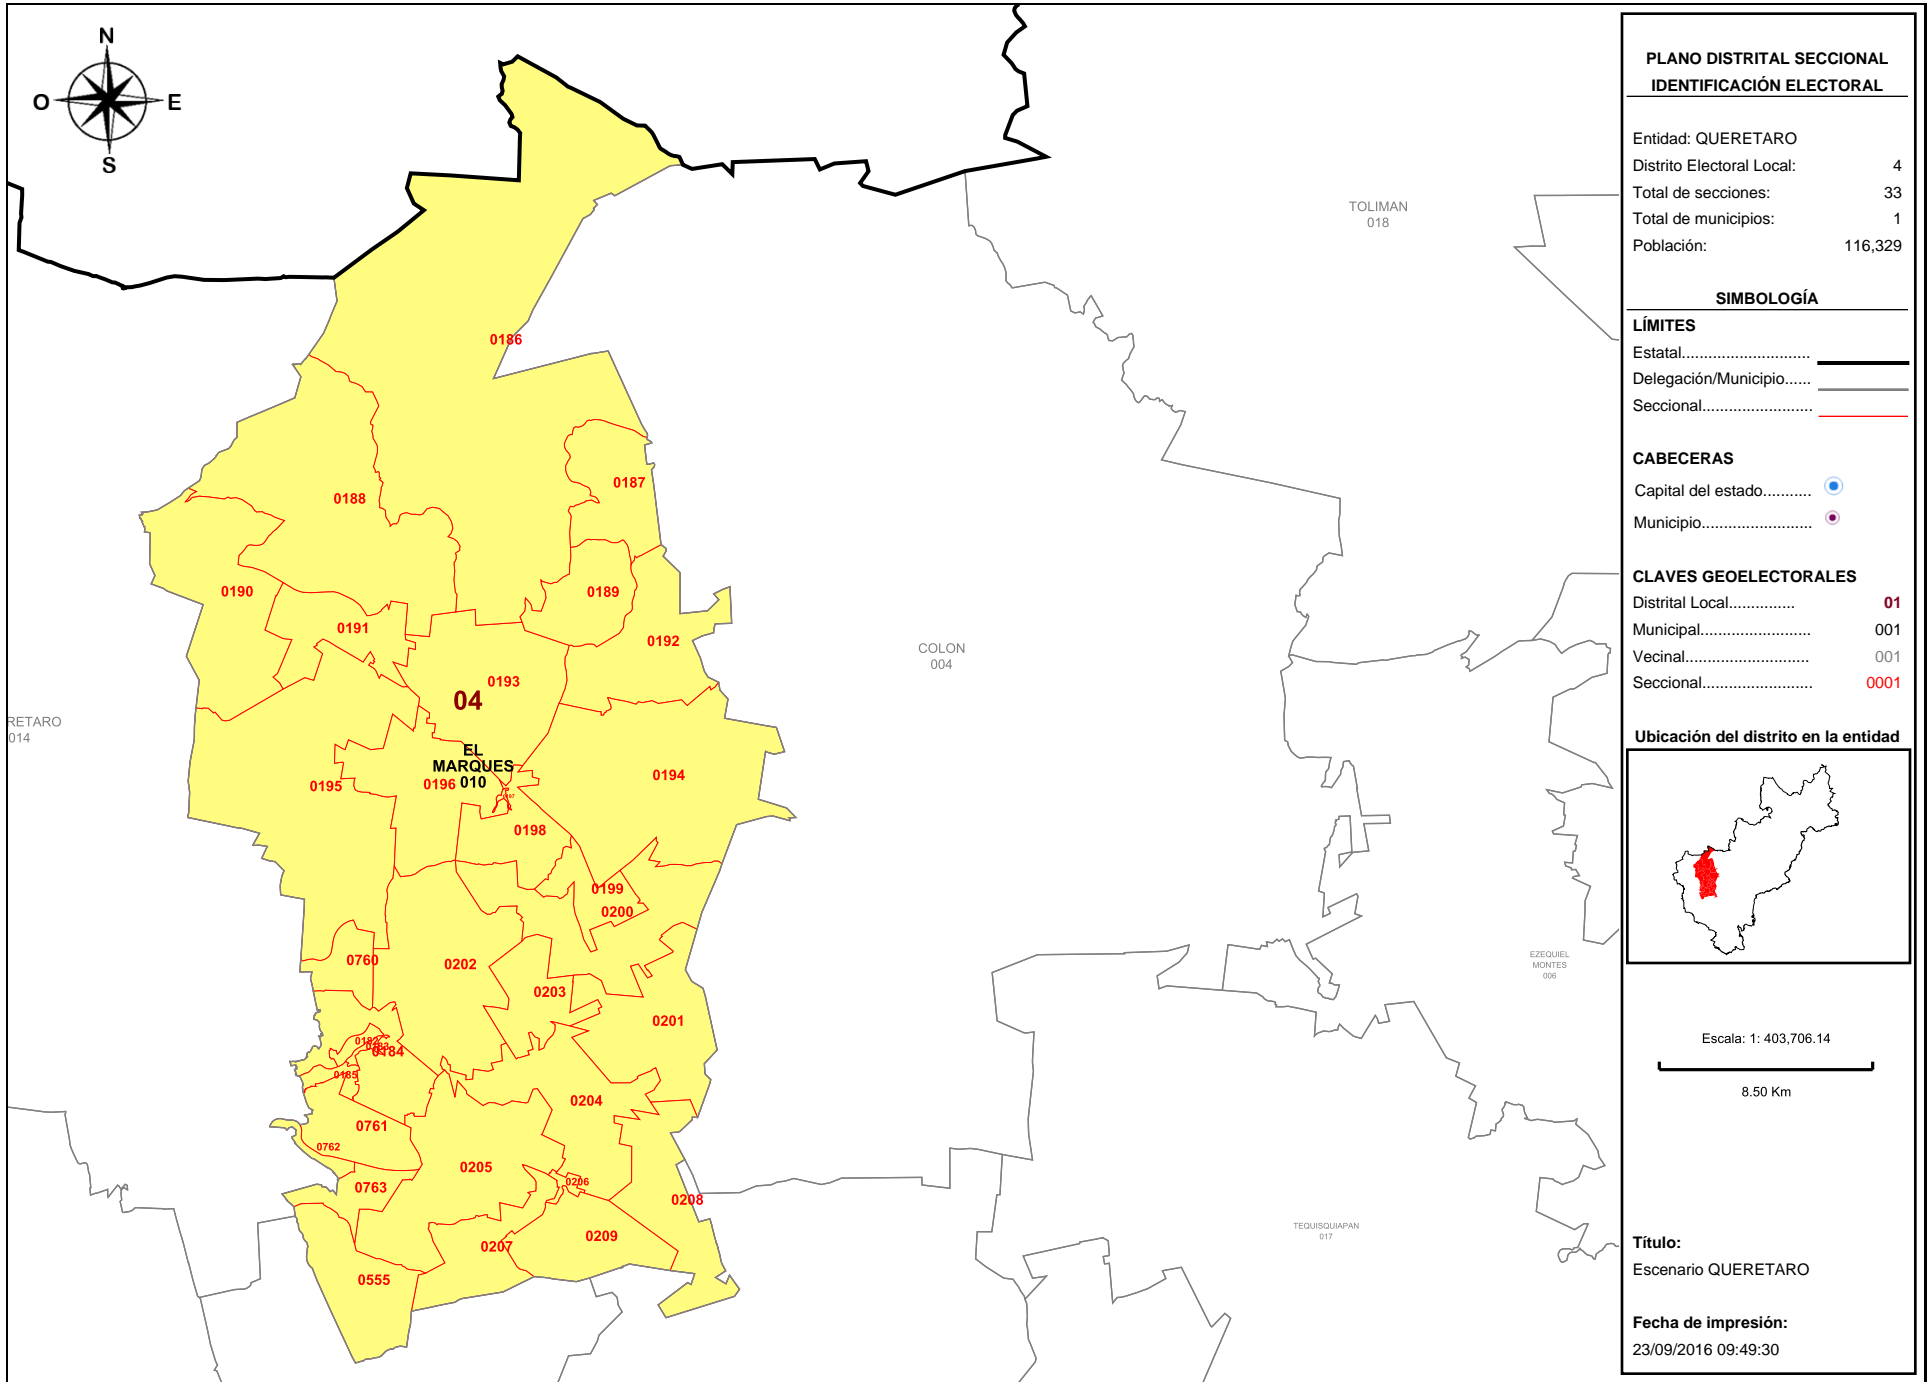 N
O
E
S
TOLIMAN
018
0186
0187
0188
0189
0190
0191
0192
COLON
004
0193
04
RETARO
014
EL
MARQUES
010
0194
0195
0196
0197
0198
0199
0200
0760
0202
0203
0201
EZEQUIEL
MONTES
006
0182
0183
0184
0185
0204
0761
0762
0205
0763
0206
0208
0209
0207
TEQUISQUIAPAN
017
0555
PLANO DISTRITAL SECCIONAL
IDENTIFICACIÓN ELECTORAL
Entidad: QUERETARO
Distrito Electoral Local: 4
Total de secciones: 33
Total de municipios: 1
Población: 116,329
SIMBOLOGÍA
LÍMITES
Estatal............................
Delegación/Municipio......
Seccional.........................
CABECERAS
Capital del estado...........
Municipio.........................
CLAVES GEOELECTORALES
Distrital Local............... 01
Municipal......................... 001
Vecinal............................ 001
Seccional......................... 0001
Ubicación del distrito en la entidad
Escala: 1: 403,706.14
8.50 Km
Título:
Escenario QUERETARO
Fecha de impresión:
23/09/2016 09:49:30